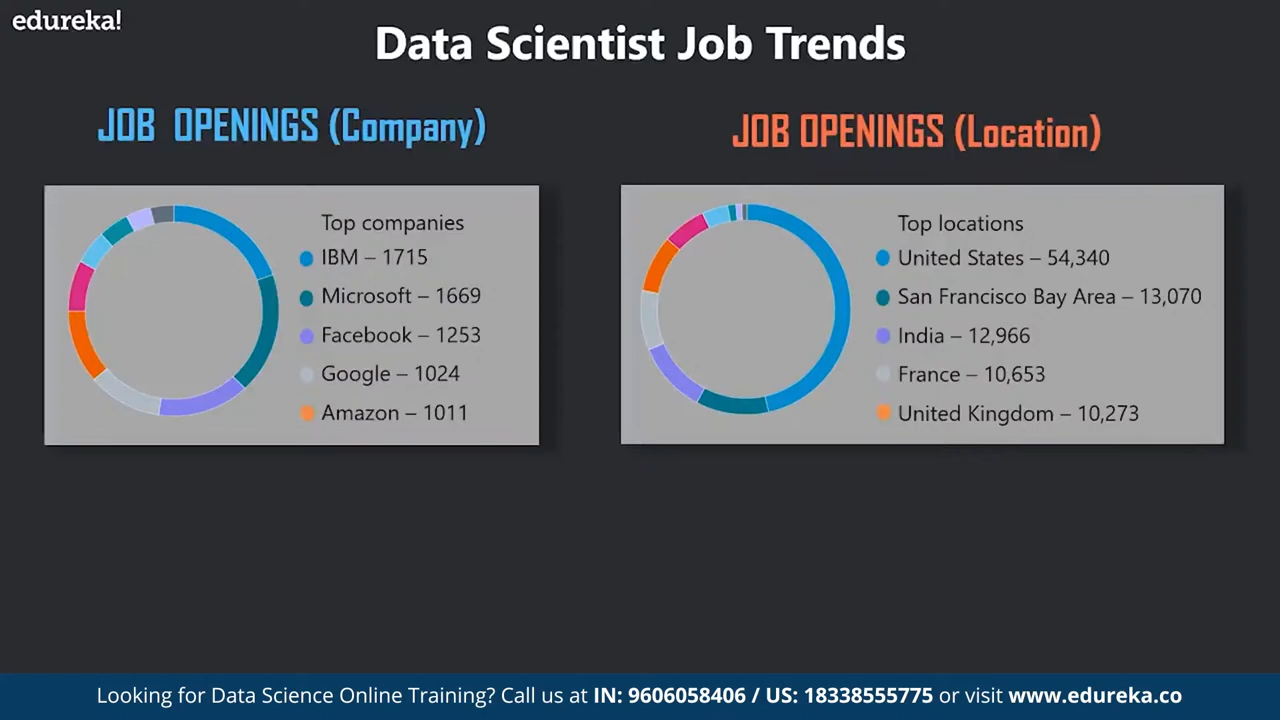 edureka!
Data Scientist Job Trends
JOB OPENINGS (Company)
Top companies
IBM – 1715
Microsoft – 1669
Facebook – 1253
Google – 1024
Amazon – 1011
JOB OPENINGS (Location)
Top locations
United States – 54,340
San Francisco Bay Area – 13,070
India – 12,966
France – 10,653
United Kingdom – 10,273
Looking for Data Science Online Training? Call us at IN: 9606058406 / US: 18338555775 or visit www.edureka.co